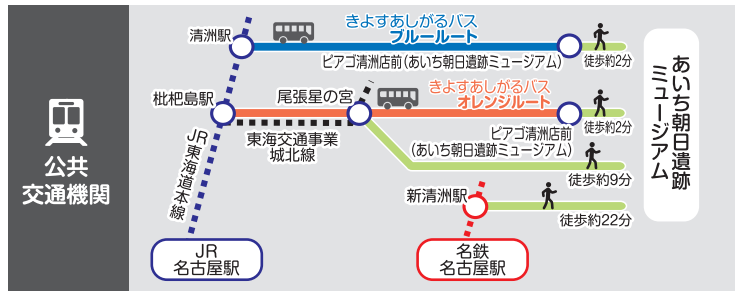 公共
交通機関
清洲駅
きよすあしがるバス
ブルールート
ピアゴ清洲店前(あいち朝日遺跡ミュージアム)
徒歩約2分
枇杷島駅
尾張星の宮
きよすあしがるバス
オレンジルート
東海交通事業
城北線
ピアゴ清洲店前
(あいち朝日遺跡ミュージアム)
徒歩約2分
徒歩約9分
JR東海道本線
新清洲駅
徒歩約22分
JR
名古屋駅
名鉄
名古屋駅
あいち朝日遺跡
ミュージアム